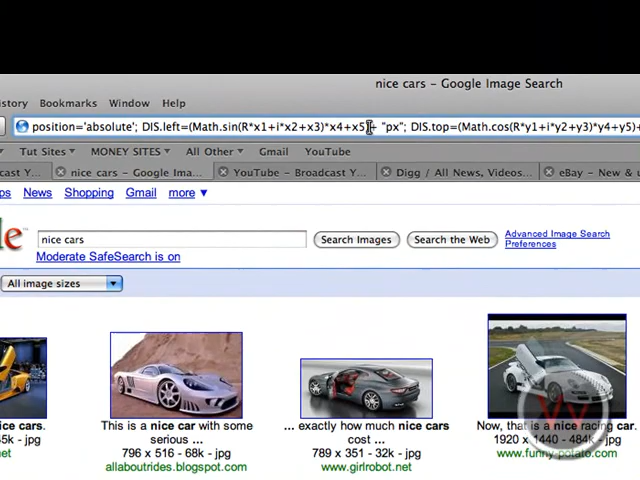 nice cars – Google Image Search
istory Bookmarks Window Help
position='absolute'; DIS.left=(Math.sin(R*x1+i*x2+x3)*x4+x5)+ "px"; DIS.top=(Math.cos(R*y1+i*y2+y3)*y4+y5)+
Tut Sites MONEY SITES All Other Gmail YouTube
cast Y... nice cars – Google Ima... YouTube – Broadcast Y... Digg / All News, Videos... eBay – New & u
ps News Shopping Gmail more
le nice cars Search Images Search the Web Advanced Image Search
Preferences
Moderate SafeSearch is on
All image sizes
nice cars. This is a nice car with some ... exactly how much nice cars Now, that is a nice racing car.
serious ... cost ... 1920 x 1440 - 484k - jpg
5k - jpg 796 x 516 - 68k - jpg 789 x 351 - 32k - jpg www.funny-potato.com
net allaboutrides.blogspot.com www.girlrobot.net